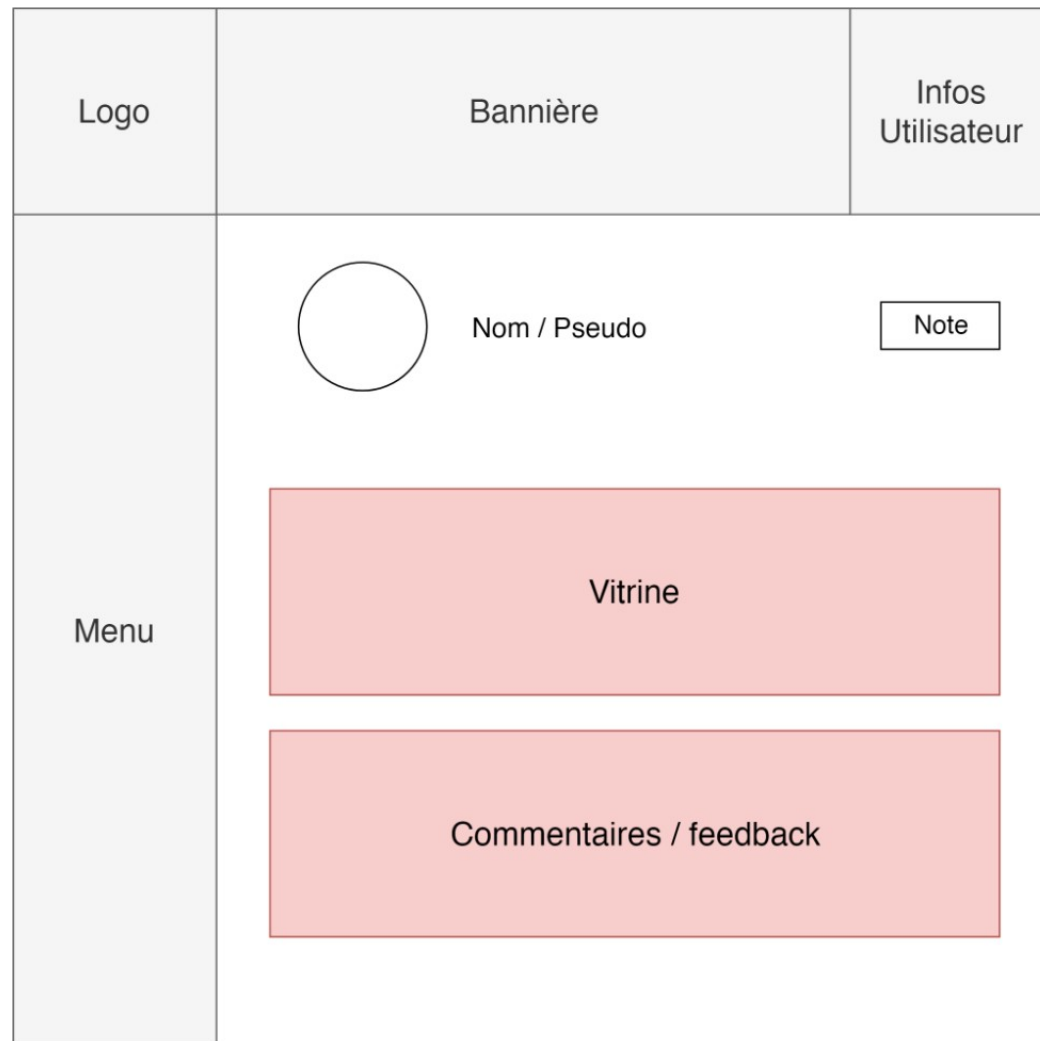 Logo
Bannière
Infos
Utilisateur
Nom / Pseudo
Note
Menu
Vitrine
Commentaires / feedback